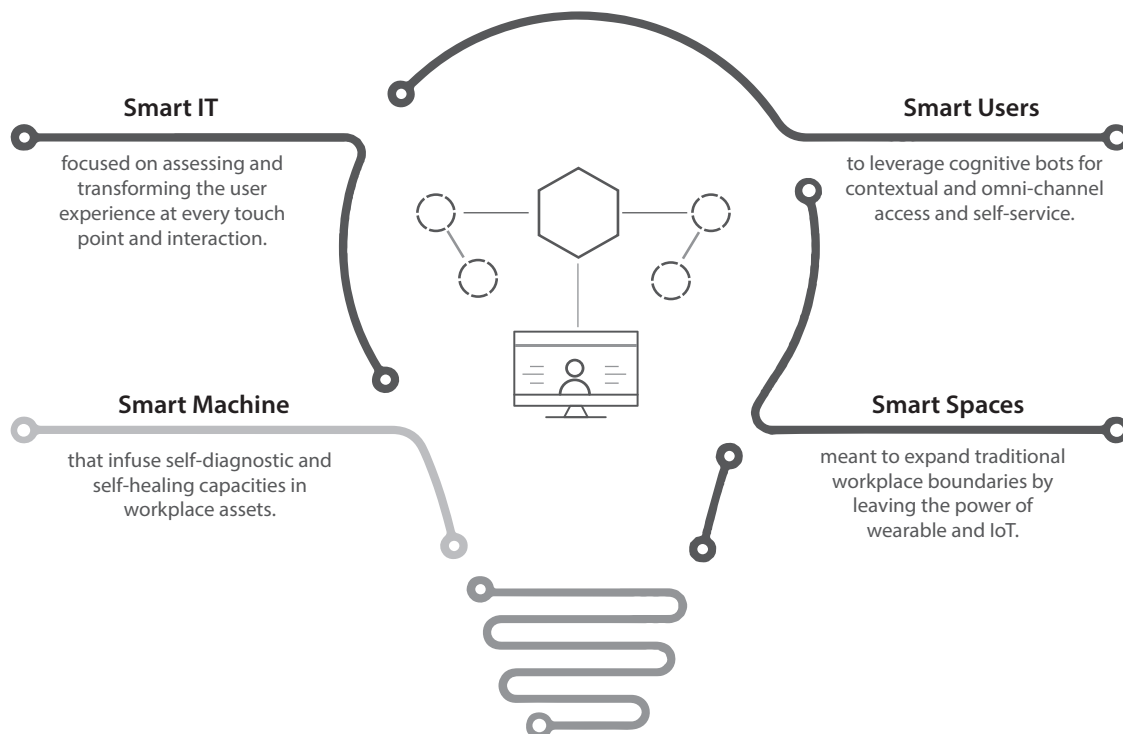 Smart IT
focused on assessing and
transforming the user
experience at every touch
point and interaction.
Smart Users
to leverage cognitive bots for
contextual and omni-channel
access and self-service.
Smart Machine
that infuse self-diagnostic and
self-healing capacities in
workplace assets.
Smart Spaces
meant to expand traditional
workplace boundaries by
leaving the power of
wearable and IoT.